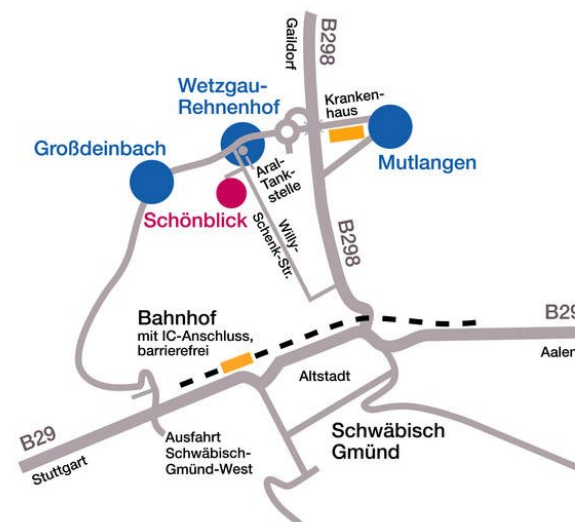 Gaildorf
B298
Wetzgau-
Rehnenhof
Kranken-
haus
Großdeinbach
Mutlangen
Aral-
Tank-
stelle
Schönblick
Willy-
Schenk-Str.
B298
Bahnhof
mit IC-Anschluss,
barrierefrei
B29
Aalen
Altstadt
B29
Stuttgart
Ausfahrt
Schwäbisch-
Gmünd-West
Schwäbisch
Gmünd